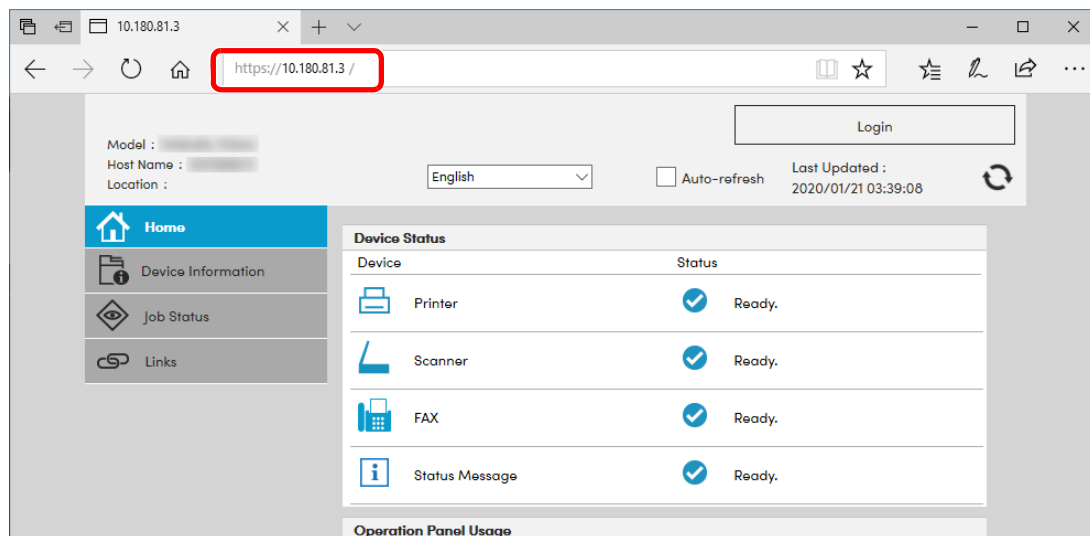 10.180.81.3
https://10.180.81.3 /
Login
Model :
Host Name :
Location :
English
Auto-refresh
Last Updated :
2020/01/21 03:39:08
Home
Device Information
Job Status
Links
Device Status
Device Status
Printer Ready.
Scanner Ready.
FAX Ready.
Status Message Ready.
Operation Panel Usage